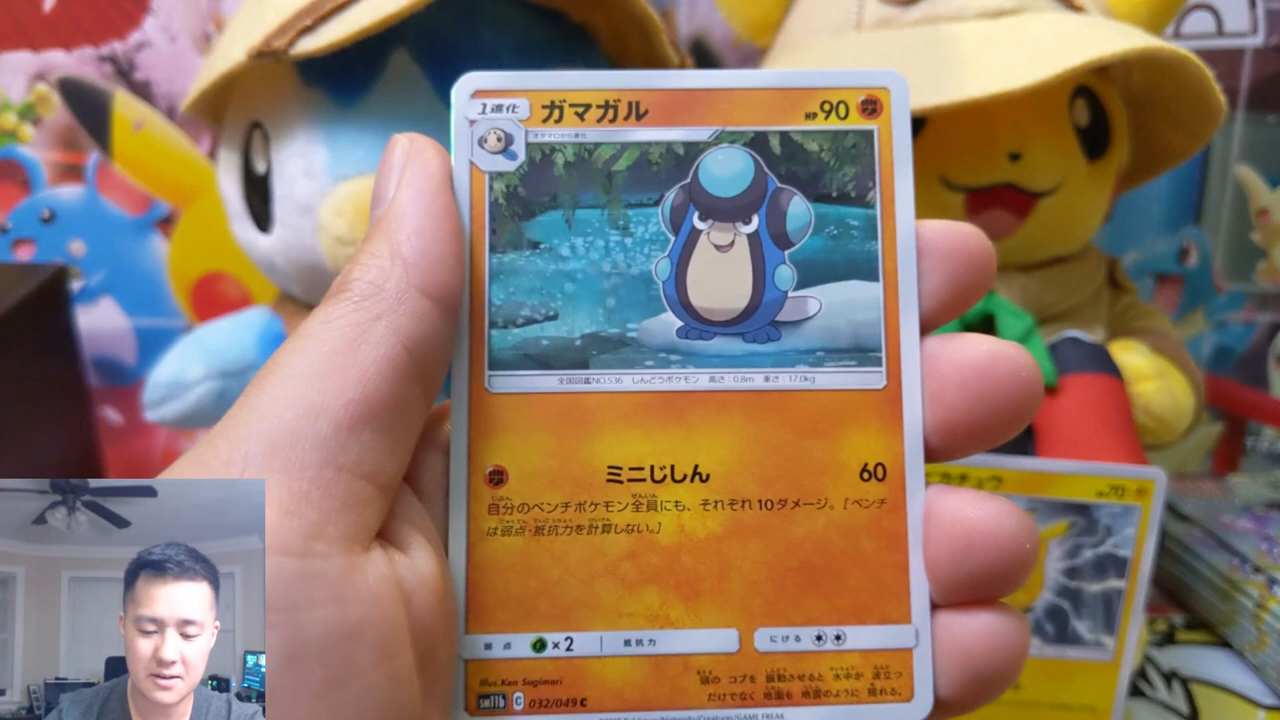 1進化 ガマガル HP90
オタマロから進化
全国図鑑NO.536 しんどうポケモン 高さ:0.8m 重さ:17.0kg
ミニじしん 60
自分のベンチポケモン全員にも、それぞれ10ダメージ。[ベンチ
は弱点・抵抗力を計算しない。]
弱点 ×2 抵抗力 にげる
Illus.Ken Sugimori
頭の コブを 振動させると 水中が 波立つ
だけでなく 地面も 地震のように 揺れる。
sm11b C 032/049 C
カチュウ 70